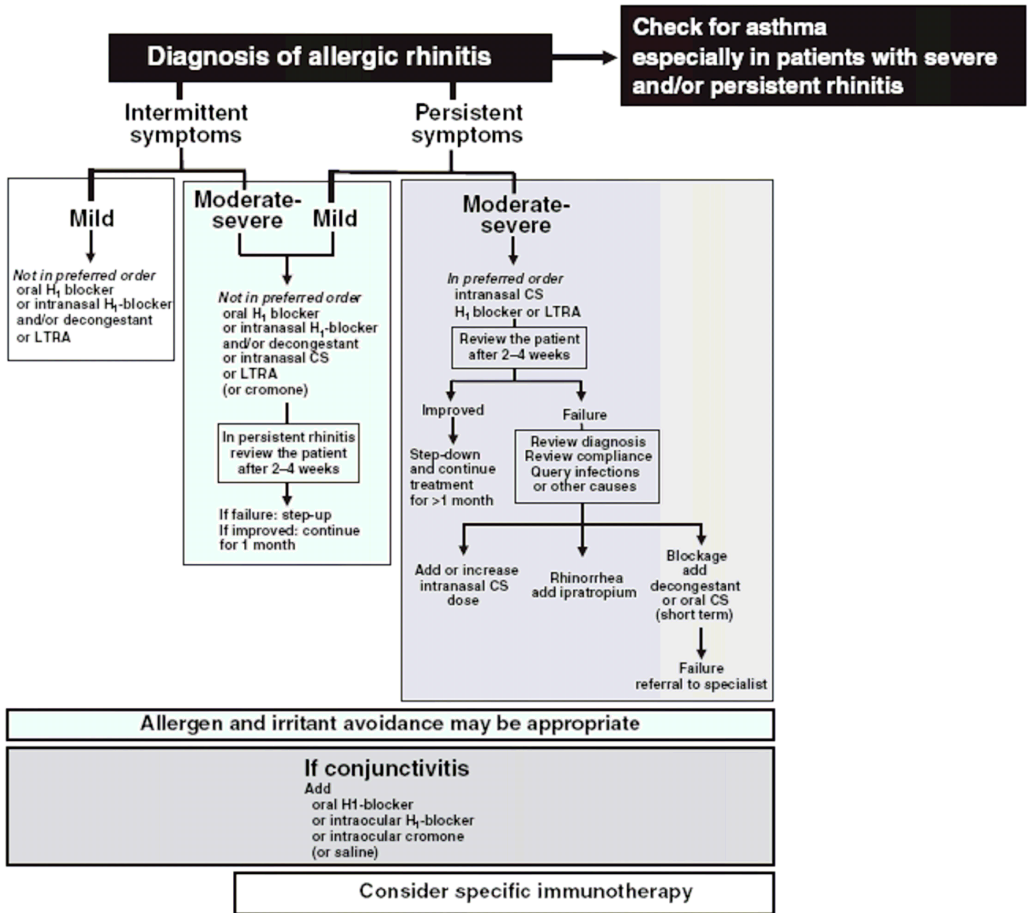 Diagnosis of allergic rhinitis
Check for asthma
especially in patients with severe
and/or persistent rhinitis
Intermittent
symptoms
Persistent
symptoms
Mild
Not in preferred order
oral H₁ blocker
or intranasal H₁-blocker
and/or decongestant
or LTRA
Moderate-
severe
Mild
Not in preferred order
oral H₁ blocker
or intranasal H₁-blocker
and/or decongestant
or intranasal CS
or LTRA
(or cromone)
In persistent rhinitis
review the patient
after 2–4 weeks
If failure: step-up
If improved: continue
for 1 month
Moderate-
severe
In preferred order
intranasal CS
H₁ blocker or LTRA
Review the patient
after 2–4 weeks
Improved
Step-down
and continue
treatment
for >1 month
Failure
Review diagnosis
Review compliance
Query infections
or other causes
Add or increase
intranasal CS
dose
Rhinorrhea
add ipratropium
Blockage
add
decongestant
or oral CS
(short term)
Failure
referral to specialist
Allergen and irritant avoidance may be appropriate
If conjunctivitis
Add
oral H1-blocker
or intraocular H₁-blocker
or intraocular cromone
(or saline)
Consider specific immunotherapy